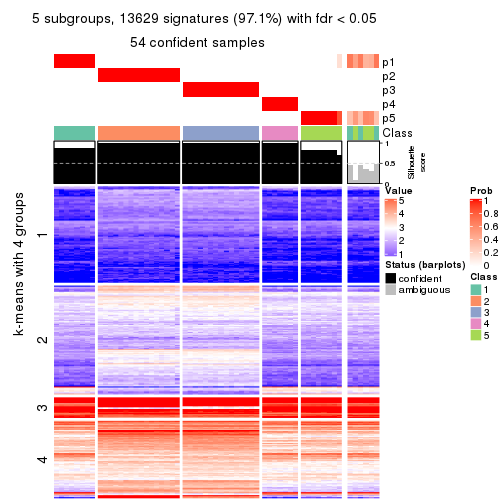 5 subgroups, 13629 signatures (97.1%) with fdr < 0.05
54 confident samples
p1
p2
p3
p4
p5
Class
1
0.5
0
Silhouette
score
k-means with 4 groups
1
2
3
4
Value
5
4
3
2
1
Status (barplots)
confident
ambiguous
Prob
1
0.8
0.6
0.4
0.2
0
Class
1
2
3
4
5